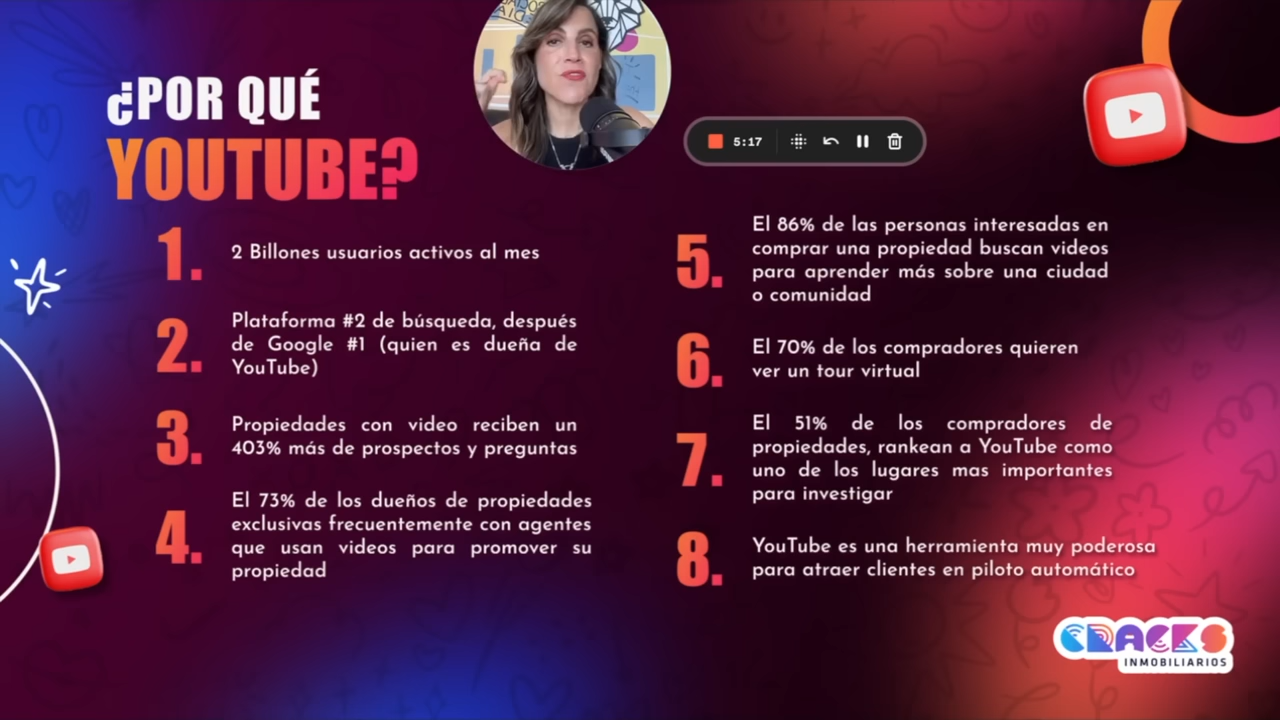 ¿POR QUÉ
YOUTUBE?
5:17
1.
2 Billones usuarios activos al mes
2.
Plataforma #2 de búsqueda, después
de Google #1 (quien es dueña de
YouTube)
3.
Propiedades con video reciben un
403% más de prospectos y preguntas
4.
El 73% de los dueños de propiedades
exclusivas frecuentemente con agentes
que usan videos para promover su
propiedad
5.
El 86% de las personas interesadas en
comprar una propiedad buscan videos
para aprender más sobre una ciudad
o comunidad
6.
El 70% de los compradores quieren
ver un tour virtual
7.
El 51% de los compradores de
propiedades, rankean a YouTube como
uno de los lugares mas importantes
para investigar
8.
YouTube es una herramienta muy poderosa
para atraer clientes en piloto automático
CRACKS
INMOBILIARIOS